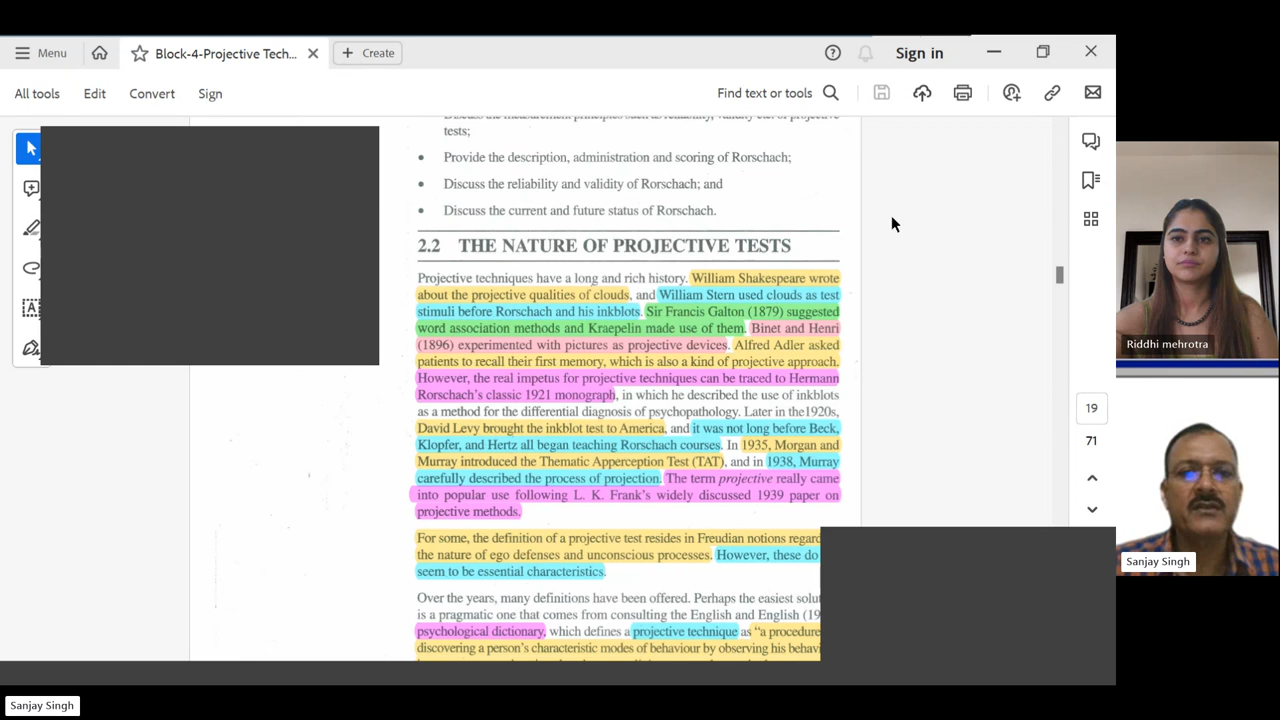 Menu
Block-4-Projective Tech...
Create
Sign in
All tools
Edit
Convert
Sign
Find text or tools
Discuss the measurement principles such as reliability, validity etc. of projective
tests;
• Provide the description, administration and scoring of Rorschach;
• Discuss the reliability and validity of Rorschach; and
• Discuss the current and future status of Rorschach.
2.2 THE NATURE OF PROJECTIVE TESTS
Projective techniques have a long and rich history. William Shakespeare wrote
about the projective qualities of clouds, and William Stern used clouds as test
stimuli before Rorschach and his inkblots. Sir Francis Galton (1879) suggested
word association methods and Kraepelin made use of them. Binet and Henri
(1896) experimented with pictures as projective devices. Alfred Adler asked
patients to recall their first memory, which is also a kind of projective approach.
However, the real impetus for projective techniques can be traced to Hermann
Rorschach's classic 1921 monograph, in which he described the use of inkblots
as a method for the differential diagnosis of psychopathology. Later in the1920s,
David Levy brought the inkblot test to America, and it was not long before Beck,
Klopfer, and Hertz all began teaching Rorschach courses. In 1935, Morgan and
Murray introduced the Thematic Apperception Test (TAT), and in 1938, Murray
carefully described the process of projection. The term projective really came
into popular use following L. K. Frank's widely discussed 1939 paper on
projective methods.
For some, the definition of a projective test resides in Freudian notions regard
the nature of ego defenses and unconscious processes. However, these do
seem to be essential characteristics.
Over the years, many definitions have been offered. Perhaps the easiest solut
is a pragmatic one that comes from consulting the English and English (19
psychological dictionary, which defines a projective technique as "a procedure
discovering a person's characteristic modes of behaviour by observing his behavi
19
71
Riddhi mehrotra
Sanjay Singh
Sanjay Singh